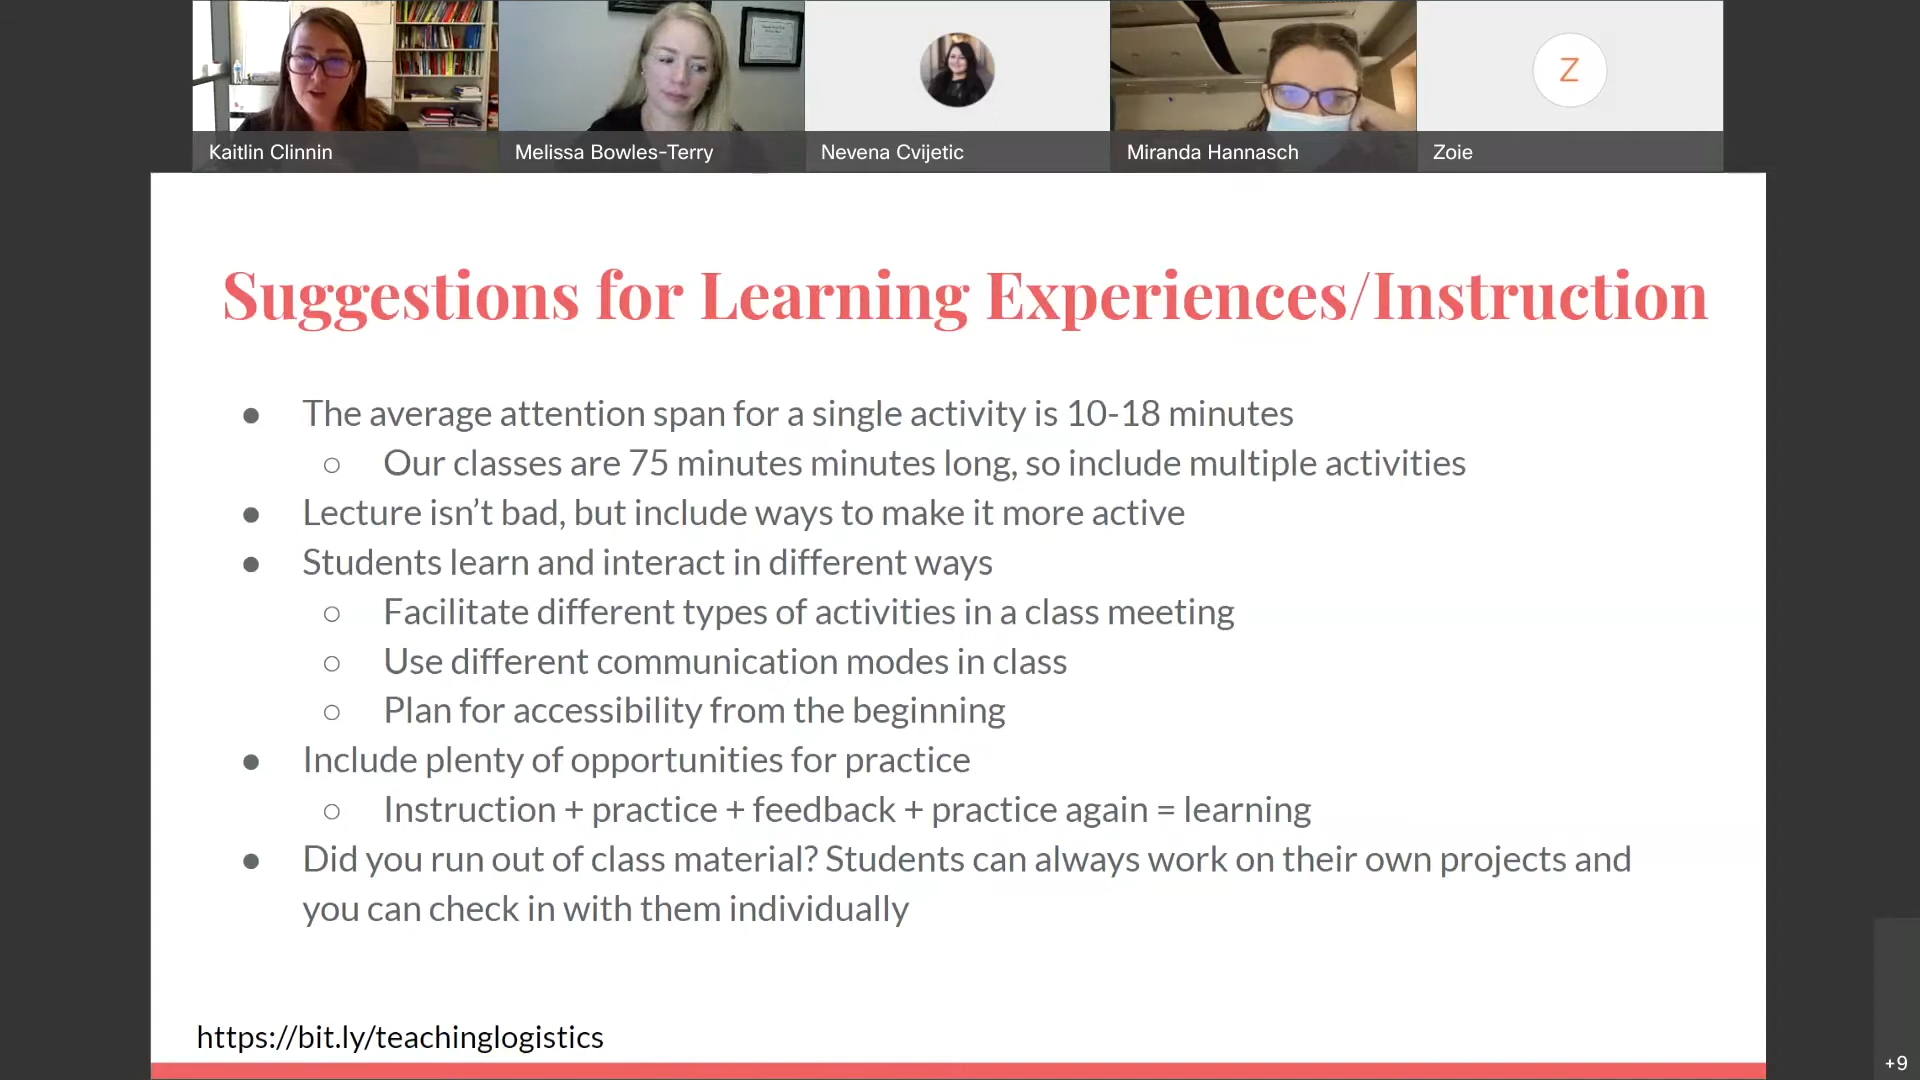 Kaitlin Clinnin
Melissa Bowles-Terry
Nevena Cvijetic
Miranda Hannasch
Z
Zoie
Suggestions for Learning Experiences/Instruction
● The average attention span for a single activity is 10-18 minutes
○ Our classes are 75 minutes minutes long, so include multiple activities
● Lecture isn’t bad, but include ways to make it more active
● Students learn and interact in different ways
○ Facilitate different types of activities in a class meeting
○ Use different communication modes in class
○ Plan for accessibility from the beginning
● Include plenty of opportunities for practice
○ Instruction + practice + feedback + practice again = learning
● Did you run out of class material? Students can always work on their own projects and
you can check in with them individually
https://bit.ly/teachinglogistics
+9